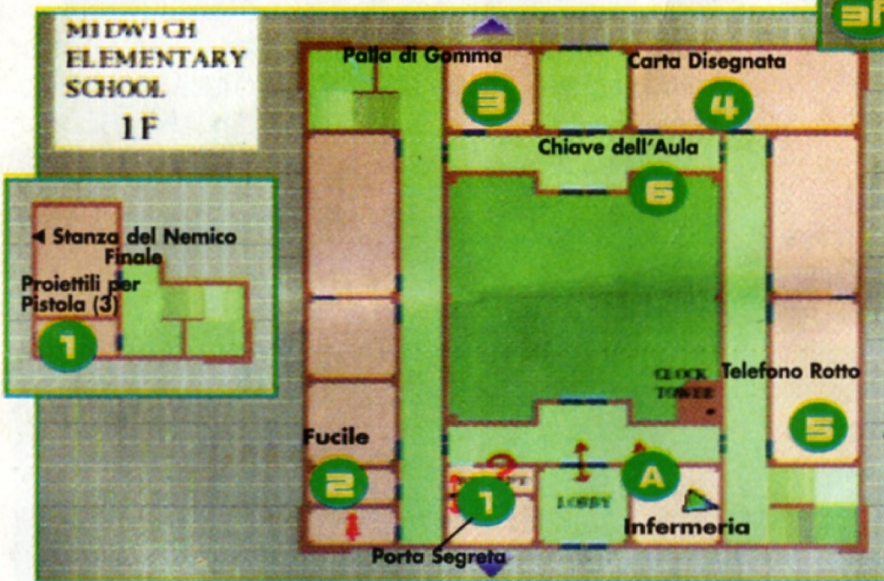 MIDWICH
ELEMENTARY
SCHOOL
1F
3F
Palla di Gomma
3
Carta Disegnata
4
Chiave dell'Aula
6
◄ Stanza del Nemico
Finale
Proiettili per
Pistola (3)
1
CLOCK
TOWER
Telefono Rotto
5
Fucile
2
?
1
LOBBY
A
Infermeria
Porta Segreta